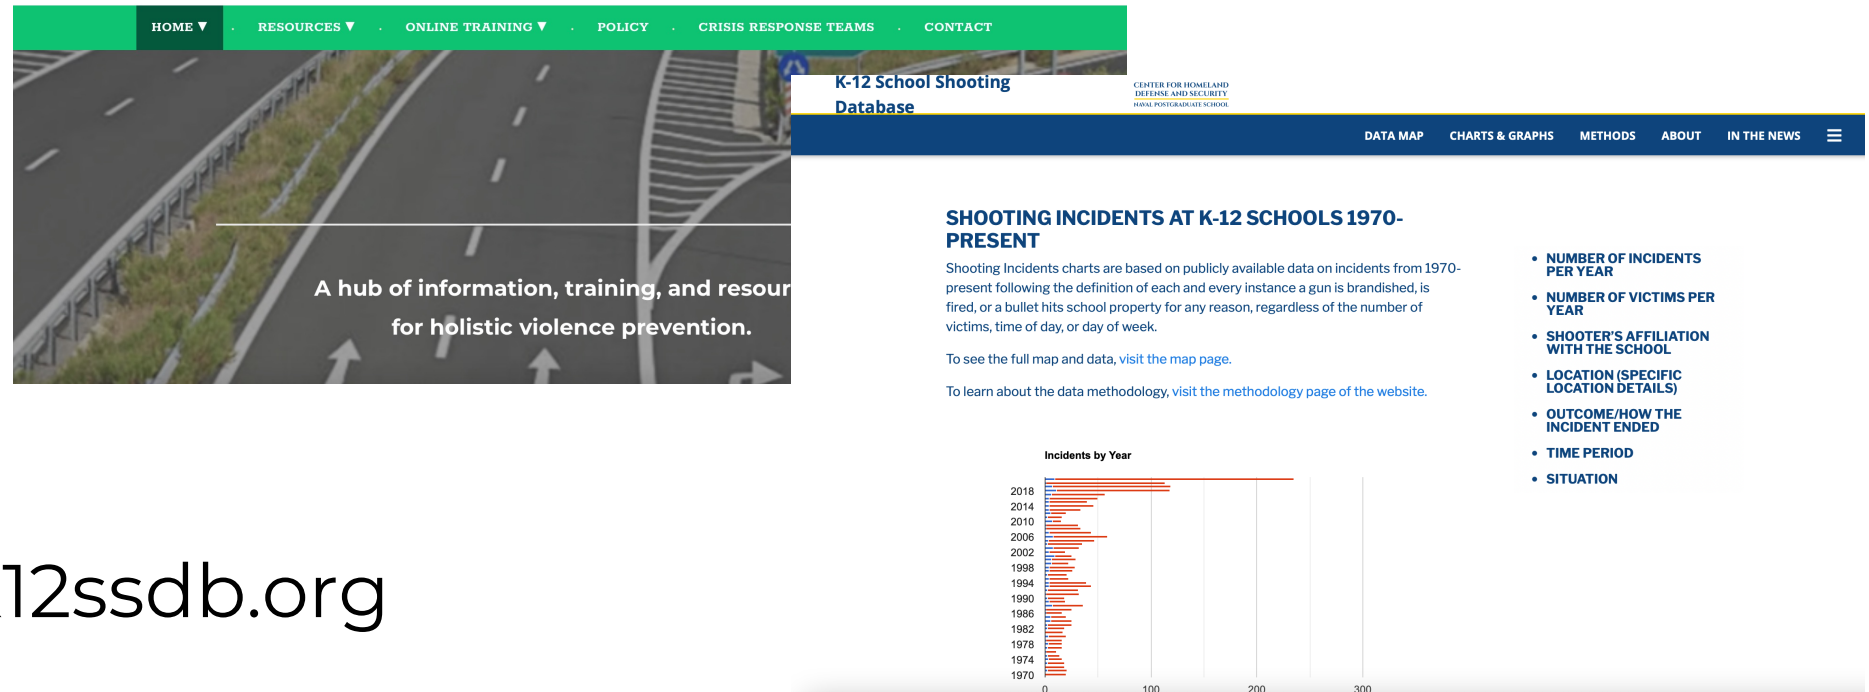 HOME ▼ . RESOURCES ▼ . ONLINE TRAINING ▼ . POLICY . CRISIS RESPONSE TEAMS . CONTACT
A hub of information, training, and resour
for holistic violence prevention.
K-12 School Shooting
Database
CENTER FOR HOMELAND
DEFENSE AND SECURITY
NAVAL POSTGRADUATE SCHOOL
DATA MAP CHARTS & GRAPHS METHODS ABOUT IN THE NEWS
SHOOTING INCIDENTS AT K-12 SCHOOLS 1970-
PRESENT
Shooting Incidents charts are based on publicly available data on incidents from 1970-
present following the definition of each and every instance a gun is brandished, is
fired, or a bullet hits school property for any reason, regardless of the number of
victims, time of day, or day of week.
To see the full map and data, visit the map page.
To learn about the data methodology, visit the methodology page of the website.
• NUMBER OF INCIDENTS
PER YEAR
• NUMBER OF VICTIMS PER
YEAR
• SHOOTER'S AFFILIATION
WITH THE SCHOOL
• LOCATION (SPECIFIC
LOCATION DETAILS)
• OUTCOME/HOW THE
INCIDENT ENDED
• TIME PERIOD
• SITUATION
Incidents by Year
2018
2014
2010
2006
2002
1998
1994
1990
1986
1982
1978
1974
1970
0 100 200 300
12ssdb.org